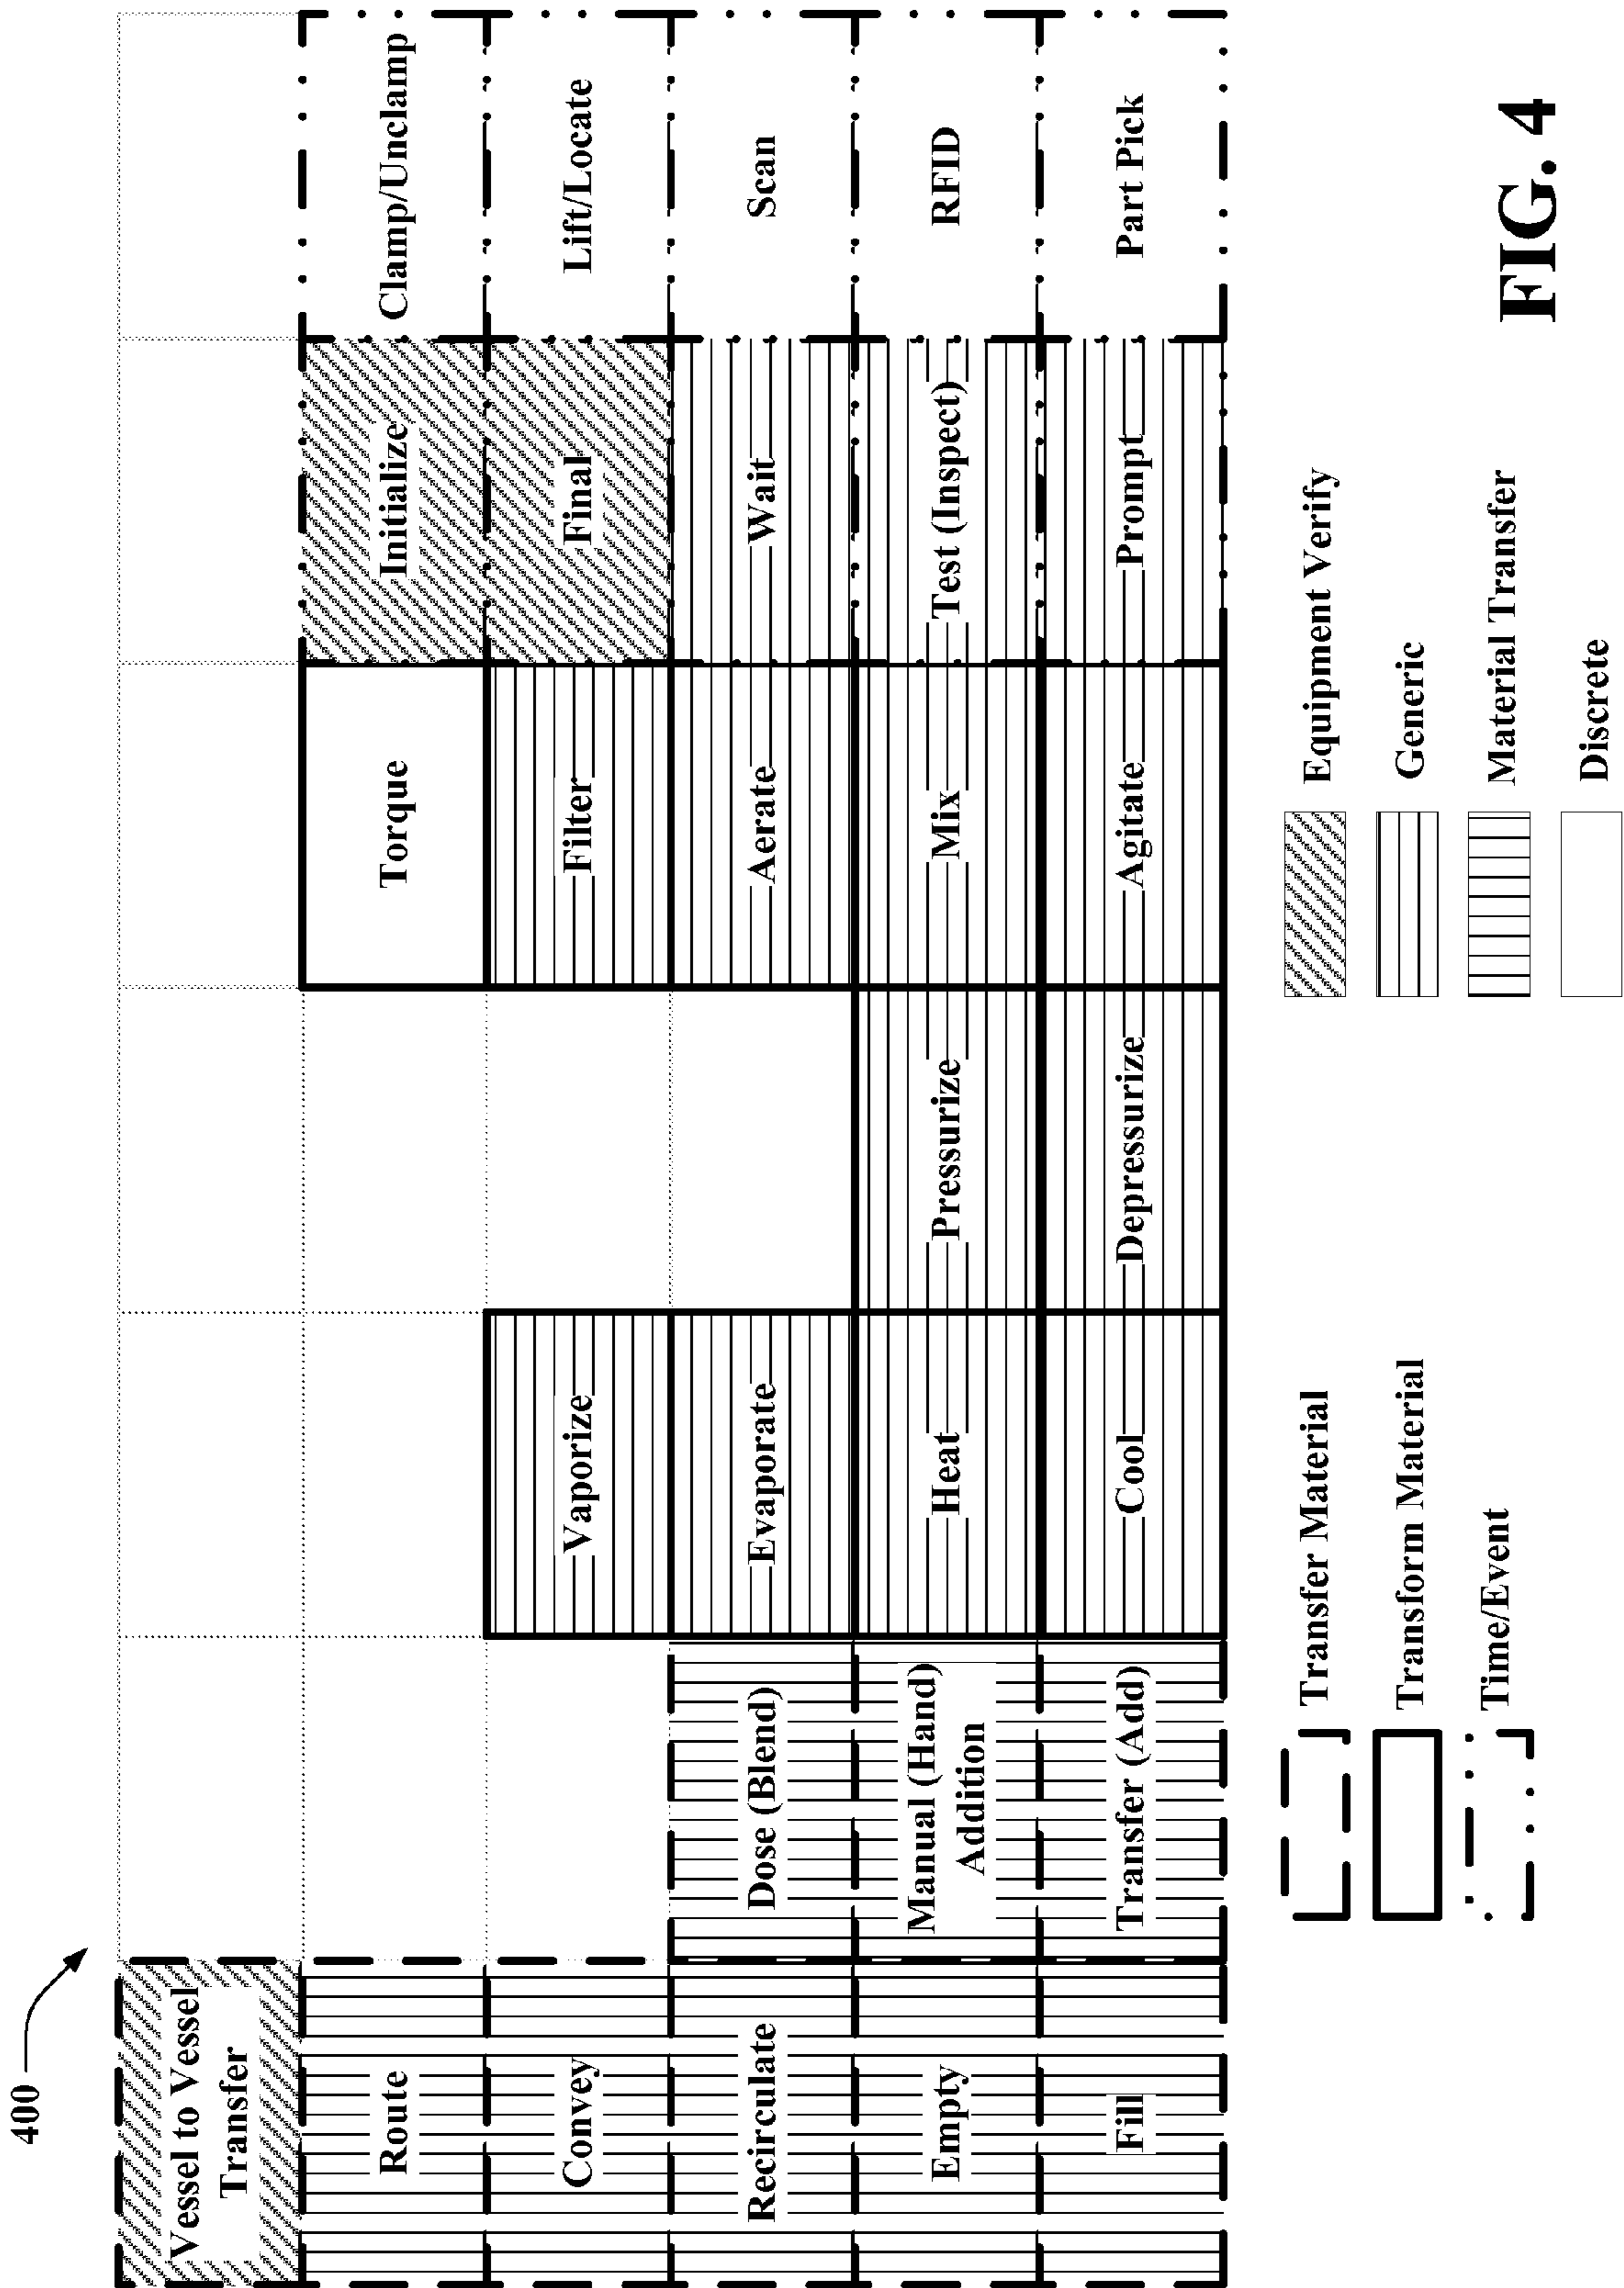 400
Vessel to Vessel
Transfer
Route
Torque
Initialize
Clamp/Unclamp
Convey
Vaporize
Filter
Final
Lift/Locate
Recirculate
Dose (Blend)
Evaporate
Aerate
Wait
Scan
Empty
Manual (Hand)
Addition
Heat
Pressurize
Mix
Test (Inspect)
RFID
Fill
Transfer (Add)
Cool
Depressurize
Agitate
Prompt
Part Pick
Transfer Material
Equipment Verify
Transform Material
Generic
Time/Event
Material Transfer
Discrete
FIG. 4